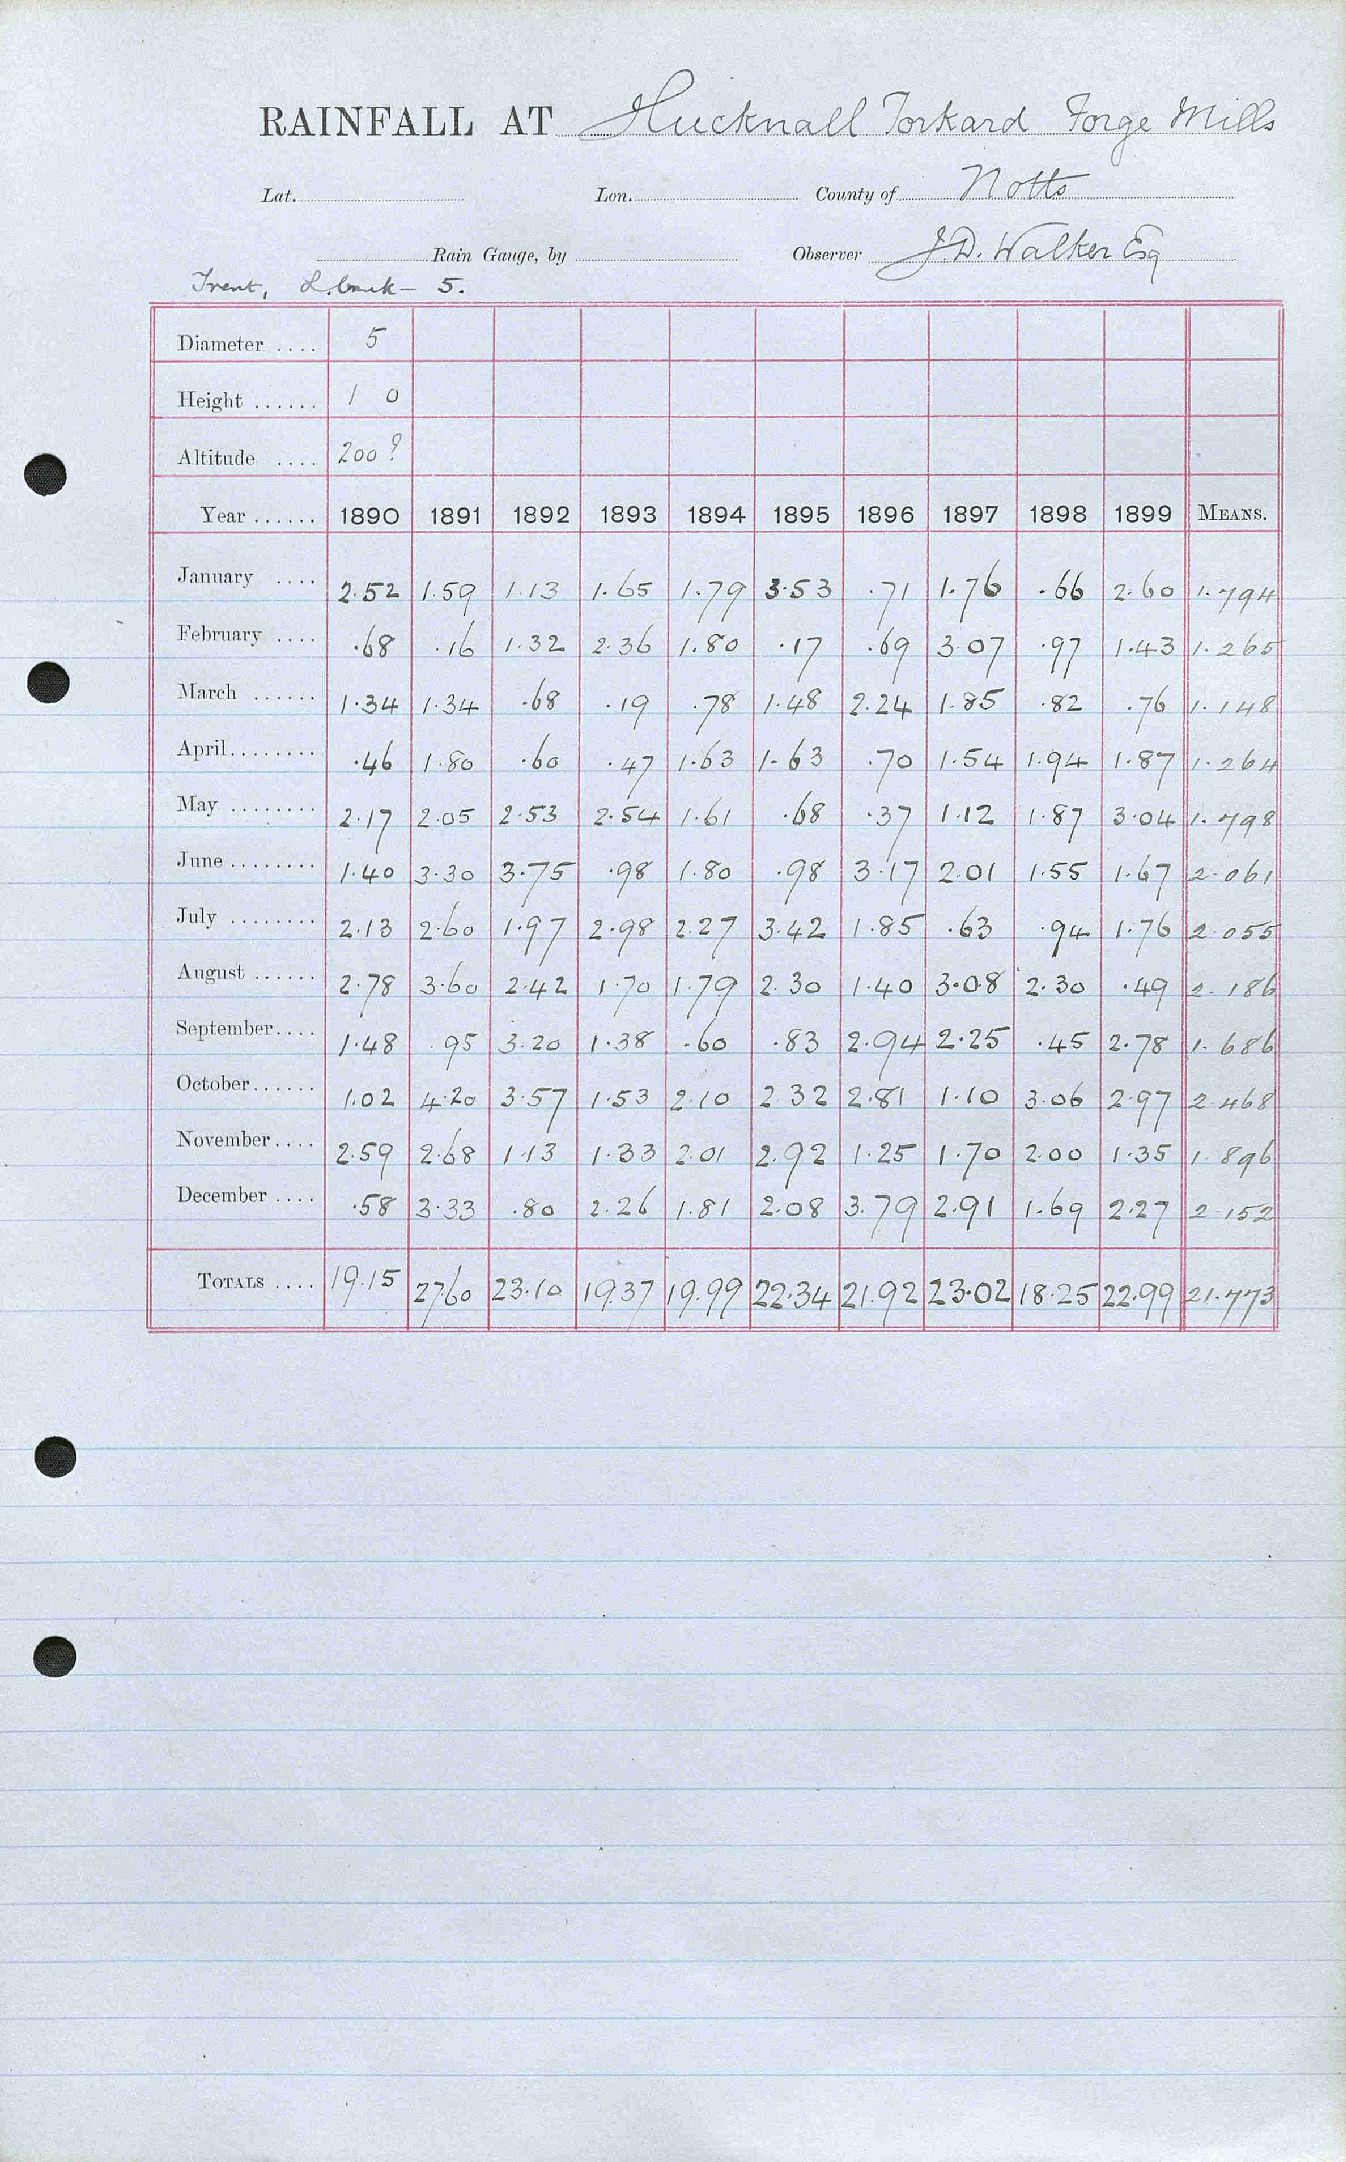 RAINFALL AT Hucknall Torkard Forge Mills
Lat. Lon. County of Notts
Rain Gauge, by Observer J.D. Walker Esq
Trent, L. bank – 5.
Diameter .... 5
Height ...... 1 0
Altitude .... 200?
Year ...... 1890 1891 1892 1893 1894 1895 1896 1897 1898 1899 MEANS.
January .... 2.52 1.59 1.13 1.65 1.79 3.53 .71 1.76 .66 2.60 1.794
February .... .68 .16 1.32 2.36 1.80 .17 .69 3.07 .97 1.43 1.265
March ...... 1.34 1.34 .68 .19 .78 1.48 2.24 1.85 .82 .76 1.148
April ........ .46 1.80 .60 .47 1.63 1.63 .70 1.54 1.94 1.87 1.264
May ........ 2.17 2.05 2.53 2.54 1.61 .68 .37 1.12 1.87 3.04 1.798
June ........ 1.40 3.30 3.75 .98 1.80 .98 3.17 2.01 1.55 1.67 2.061
July ........ 2.13 2.60 1.97 2.98 2.27 3.42 1.85 .63 .94 1.76 2.055
August ...... 2.78 3.60 2.42 1.70 1.79 2.30 1.40 3.08 2.30 .49 2.186
September .... 1.48 .95 3.20 1.38 .60 .83 2.94 2.25 .45 2.78 1.686
October ...... 1.02 4.20 3.57 1.53 2.10 2.32 2.81 1.10 3.06 2.97 2.468
November .... 2.59 2.68 1.13 1.33 2.01 2.92 1.25 1.70 2.00 1.35 1.896
December .... .58 3.33 .80 2.26 1.81 2.08 3.79 2.91 1.69 2.27 2.152
TOTALS .... 19.15 27.60 23.10 19.37 19.99 22.34 21.92 23.02 18.25 22.99 21.773